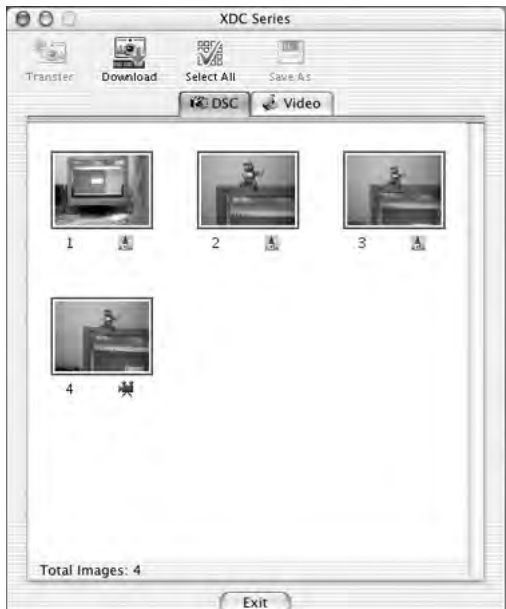 XDC Series
Transfer Download Select All Save As
DSC Video
1 2 3
4
Total Images: 4
Exit